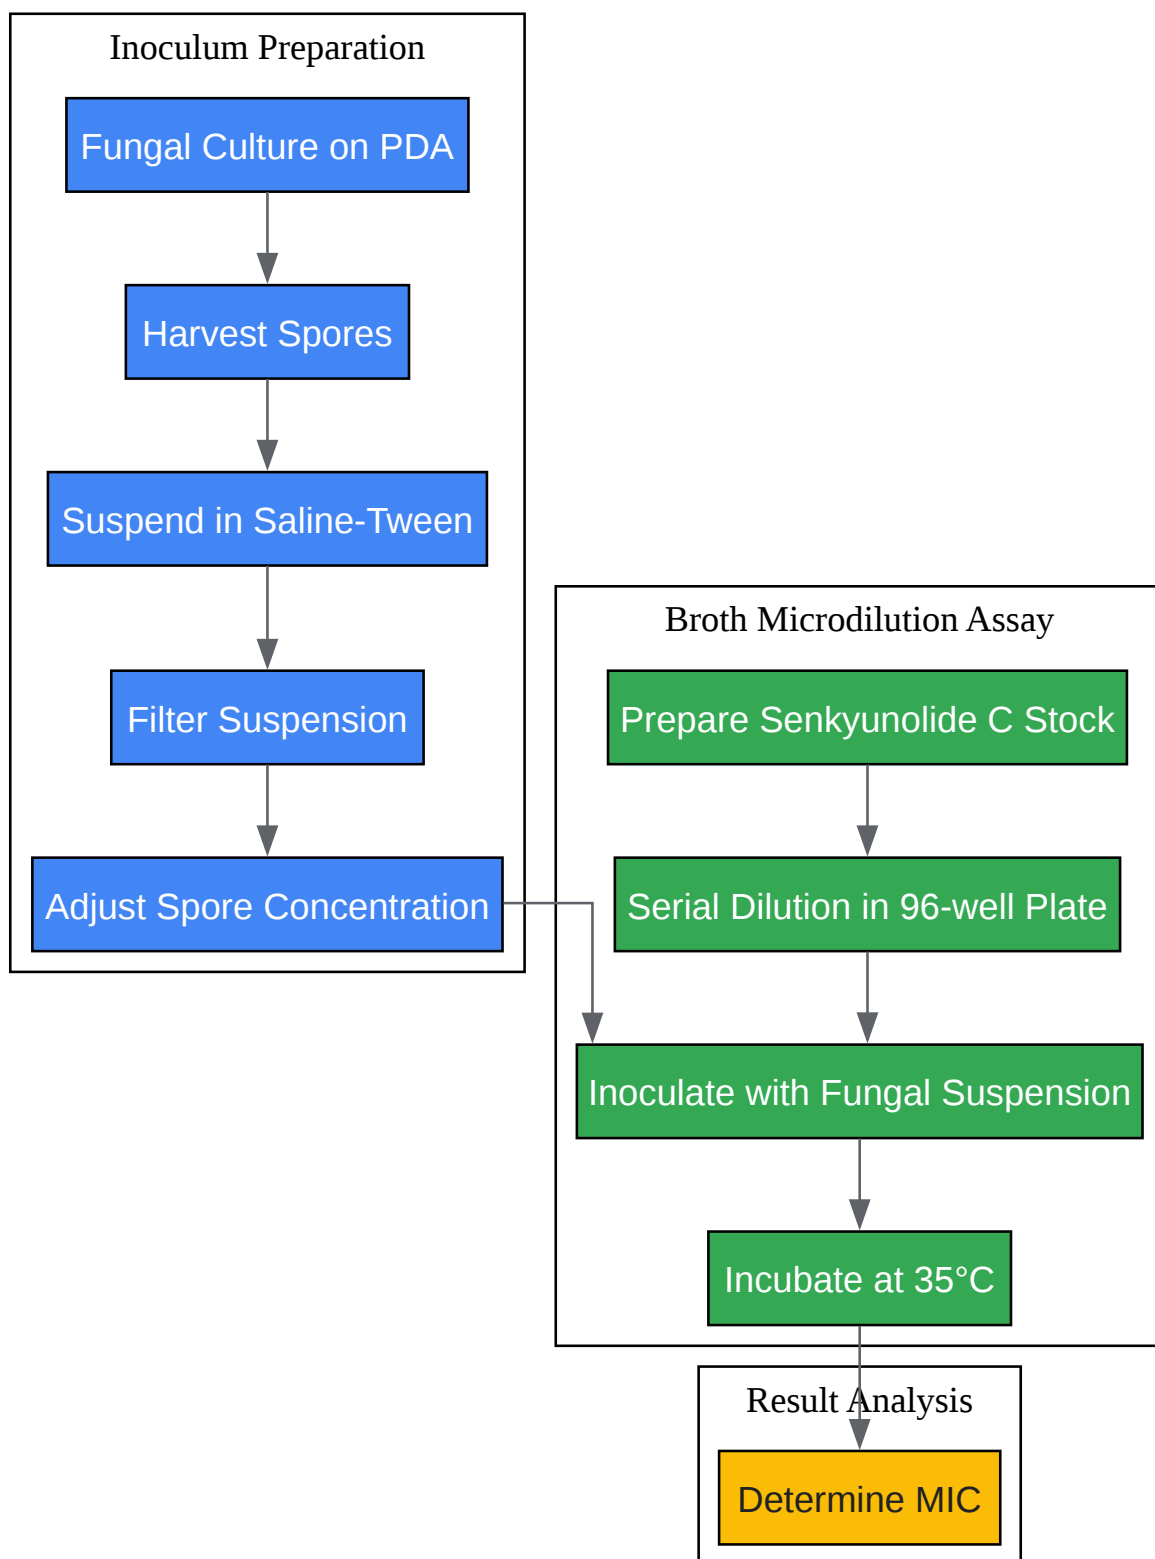 Inoculum Preparation
Fungal Culture on PDA
Harvest Spores
Suspend in Saline-Tween
Filter Suspension
Adjust Spore Concentration
Broth Microdilution Assay
Prepare Senkyunolide C Stock
Serial Dilution in 96-well Plate
Inoculate with Fungal Suspension
Incubate at 35°C
Result Analysis
Determine MIC